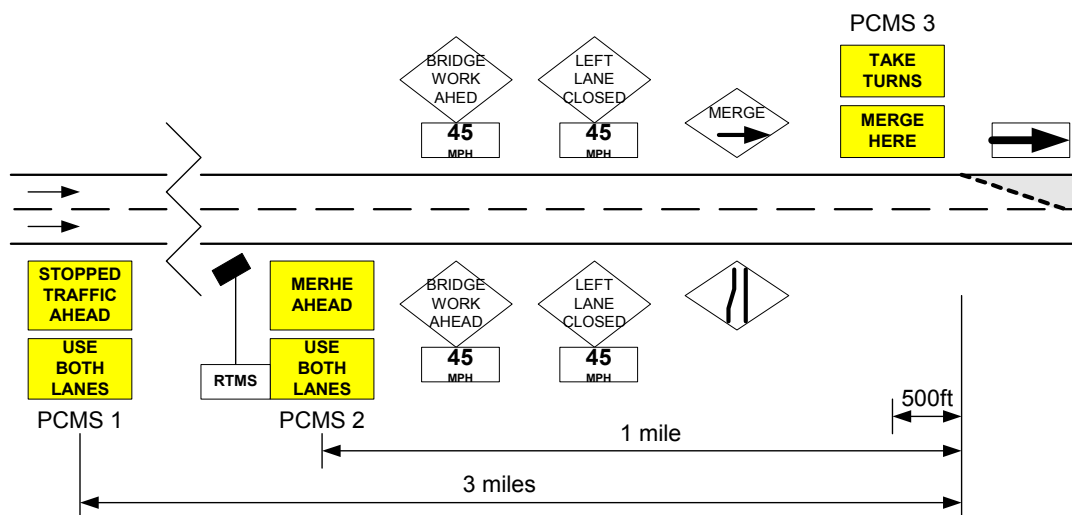 PCMS 3
BRIDGE
WORK
AHED
45
MPH
LEFT
LANE
CLOSED
45
MPH
MERGE
TAKE
TURNS
MERGE
HERE
STOPPED
TRAFFIC
AHEAD
USE
BOTH
LANES
PCMS 1
RTMS
MERHE
AHEAD
USE
BOTH
LANES
PCMS 2
BRIDGE
WORK
AHEAD
45
MPH
LEFT
LANE
CLOSED
45
MPH
500ft
1 mile
3 miles